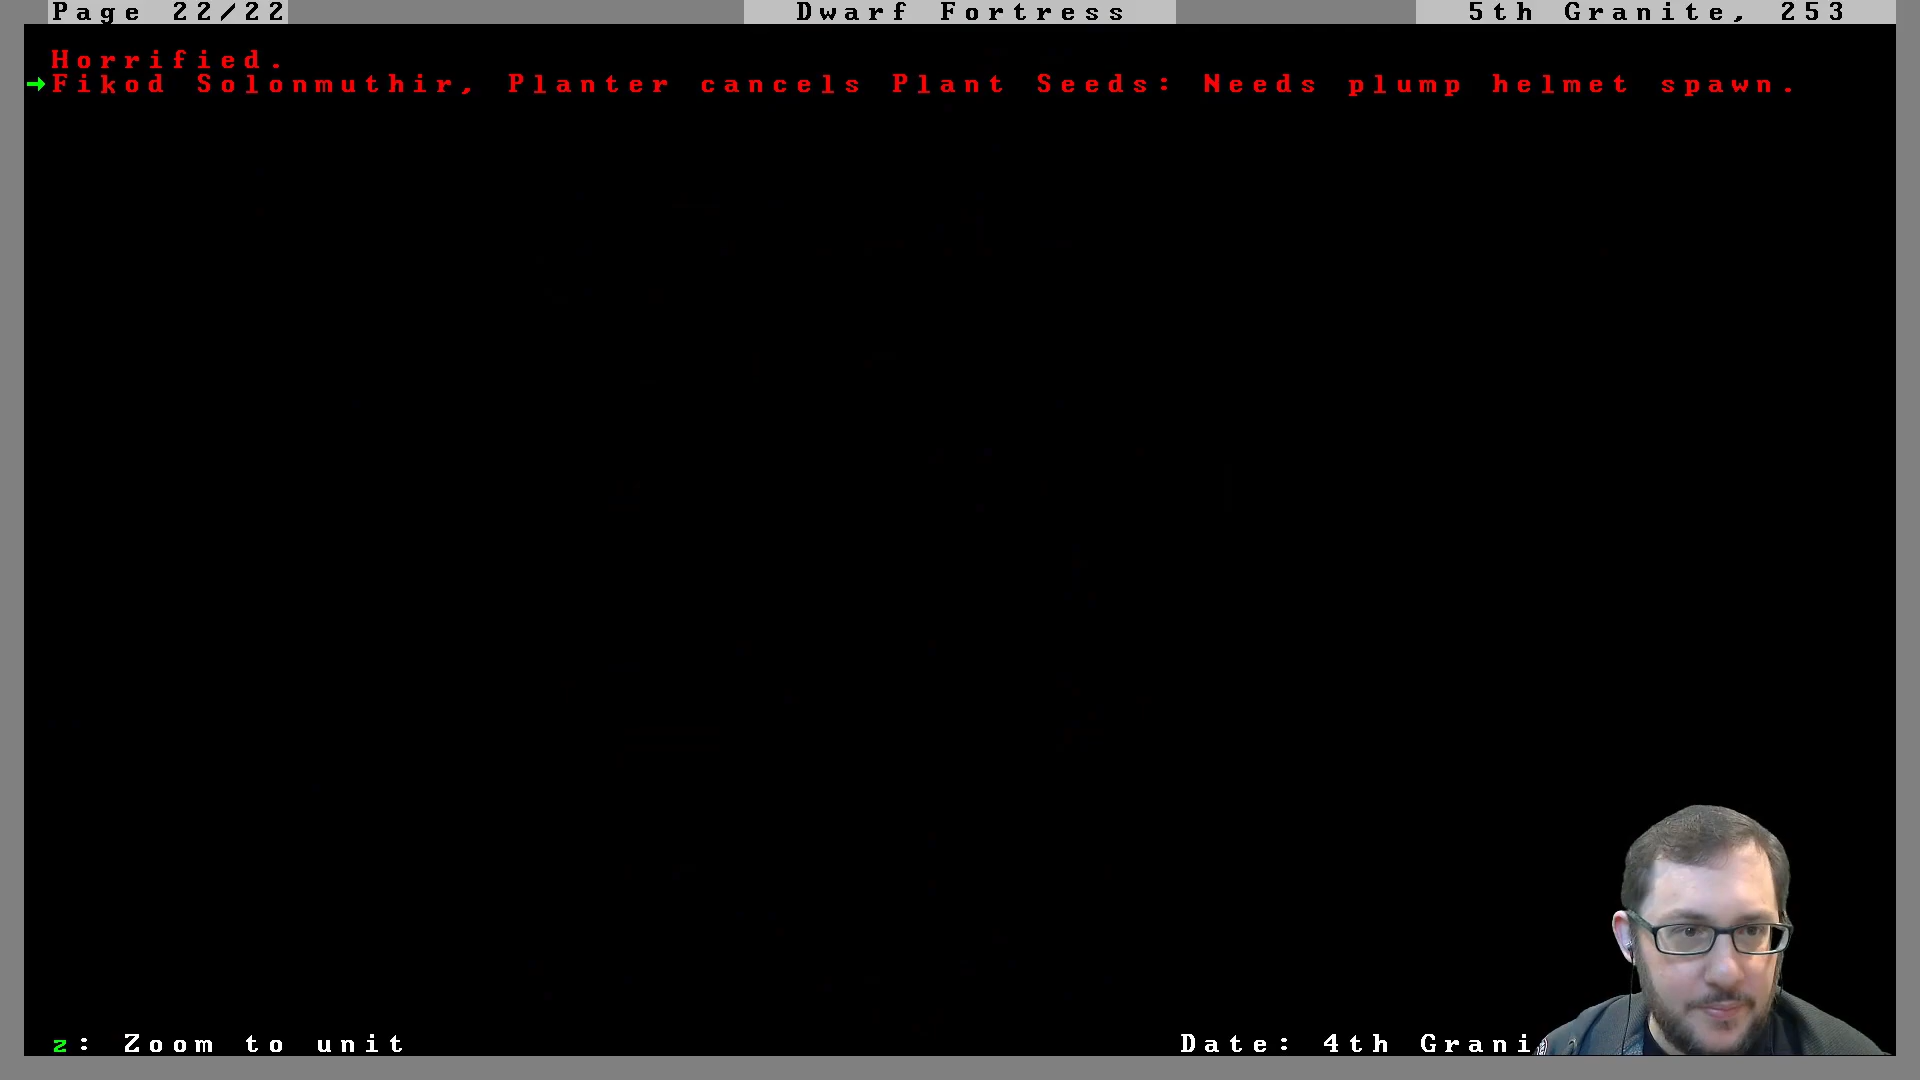 Page 22/22 Dwarf Fortress 5th Granite, 253
Horrified.
Fikod Solonmuthir, Planter cancels Plant Seeds: Needs plump helmet spawn.
z: Zoom to unit Date: 4th Grani